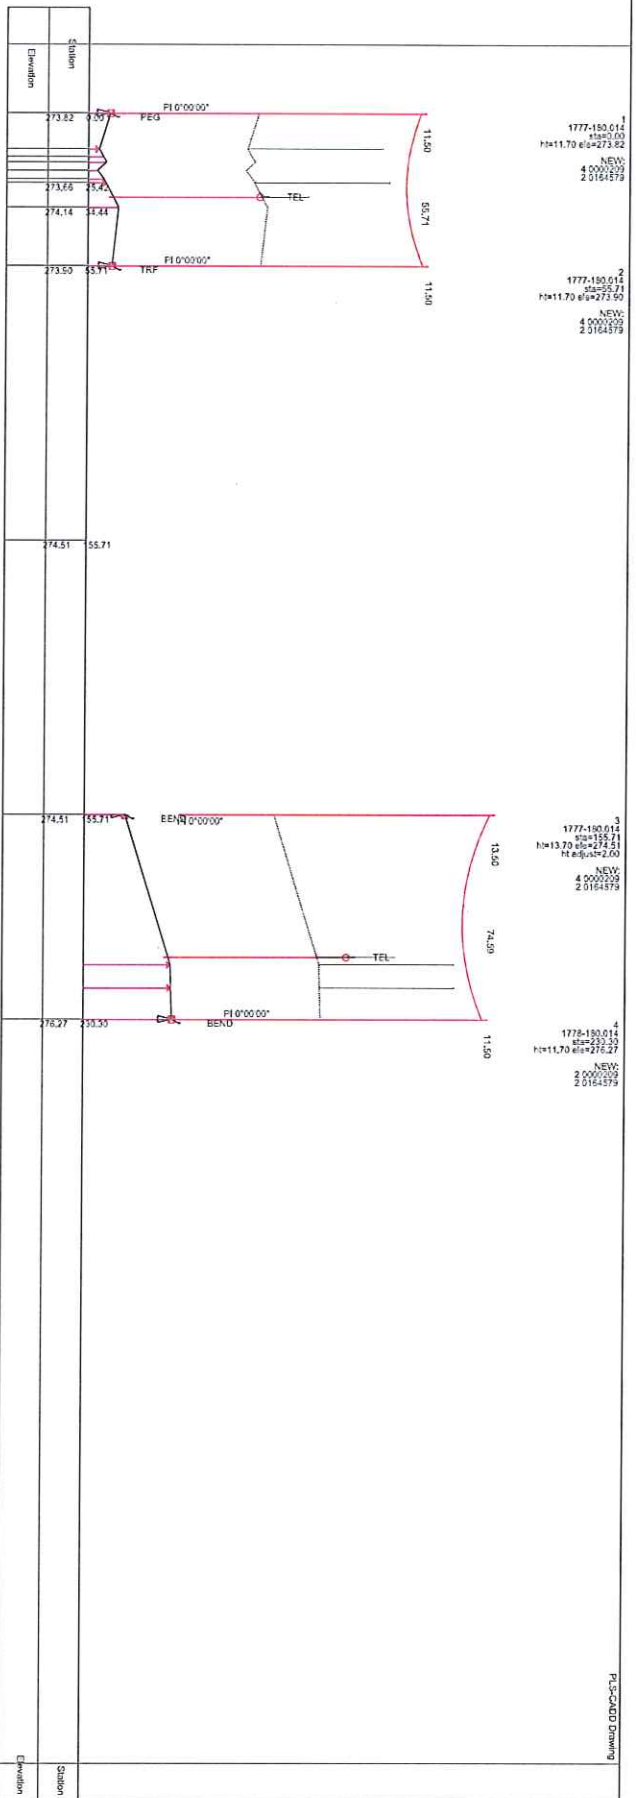 PLS-CADD Drawing
1
1777-180.014
sta=0.00
ht=11.70 ele=273.82
NEW:
4 0000209
2 0164579
2
1777-180.014
sta=55.71
ht=11.70 ele=273.90
NEW:
4 0000209
2 0164579
3
1777-180.014
sta=155.71
ht=13.70 ele=274.51
ht adjust=2.00
NEW:
4 0000209
2 0164579
4
1778-180.014
sta=230.30
ht=11.70 ele=276.27
NEW:
2 0000209
2 0164579
11.50
55.71
11.50
13.50
74.59
11.50
PI 0°00'00"
PEG
TEL
PI 0°00'00"
TRF
BEND
0°00'00"
TEL
PI 0°00'00"
BEND
Station
0.00
25.42
34.44
55.71
55.71
55.71
230.30
Station
Elevation
273.82
273.66
274.14
273.90
274.51
274.51
276.27
Elevation